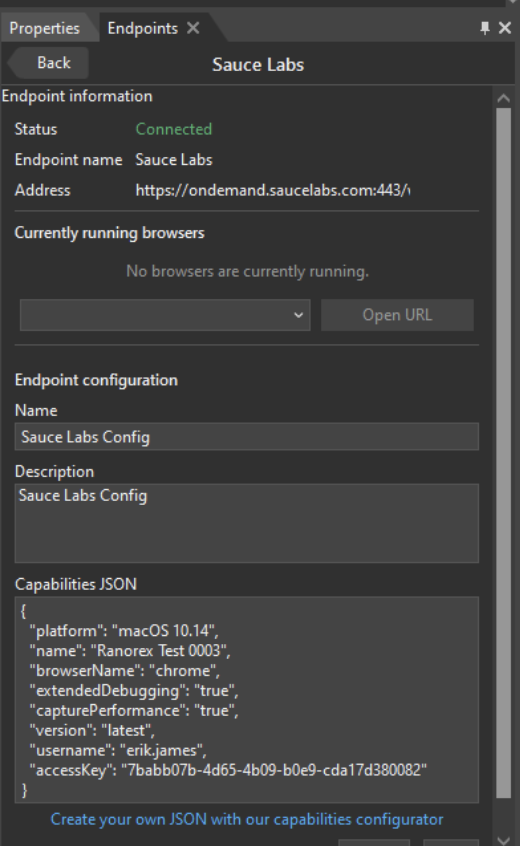 Properties Endpoints
Back Sauce Labs
Endpoint information
Status Connected
Endpoint name Sauce Labs
Address https://ondemand.saucelabs.com:443/
Currently running browsers
No browsers are currently running.
Open URL
Endpoint configuration
Name
Sauce Labs Config
Description
Sauce Labs Config
Capabilities JSON
{
"platform": "macOS 10.14",
"name": "Ranorex Test 0003",
"browserName": "chrome",
"extendedDebugging": "true",
"capturePerformance": "true",
"version": "latest",
"username": "erik.james",
"accessKey": "7babb07b-4d65-4b09-b0e9-cda17d380082"
}
Create your own JSON with our capabilities configurator